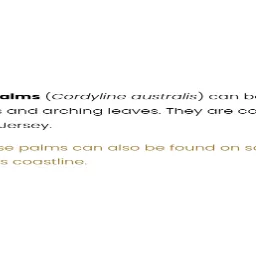 alms (Cordyline australis) can b
s and arching leaves. They are co
Jersey.
se palms can also be found on s
s coastline.